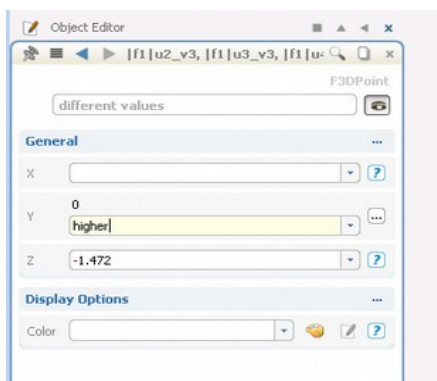 Object Editor
|f1|u2_v3, |f1|u3_v3, |f1|u<
F3DPoint
different values
General
X
?
Y
0
higher
...
Z
-1.472
?
Display Options
Color
?